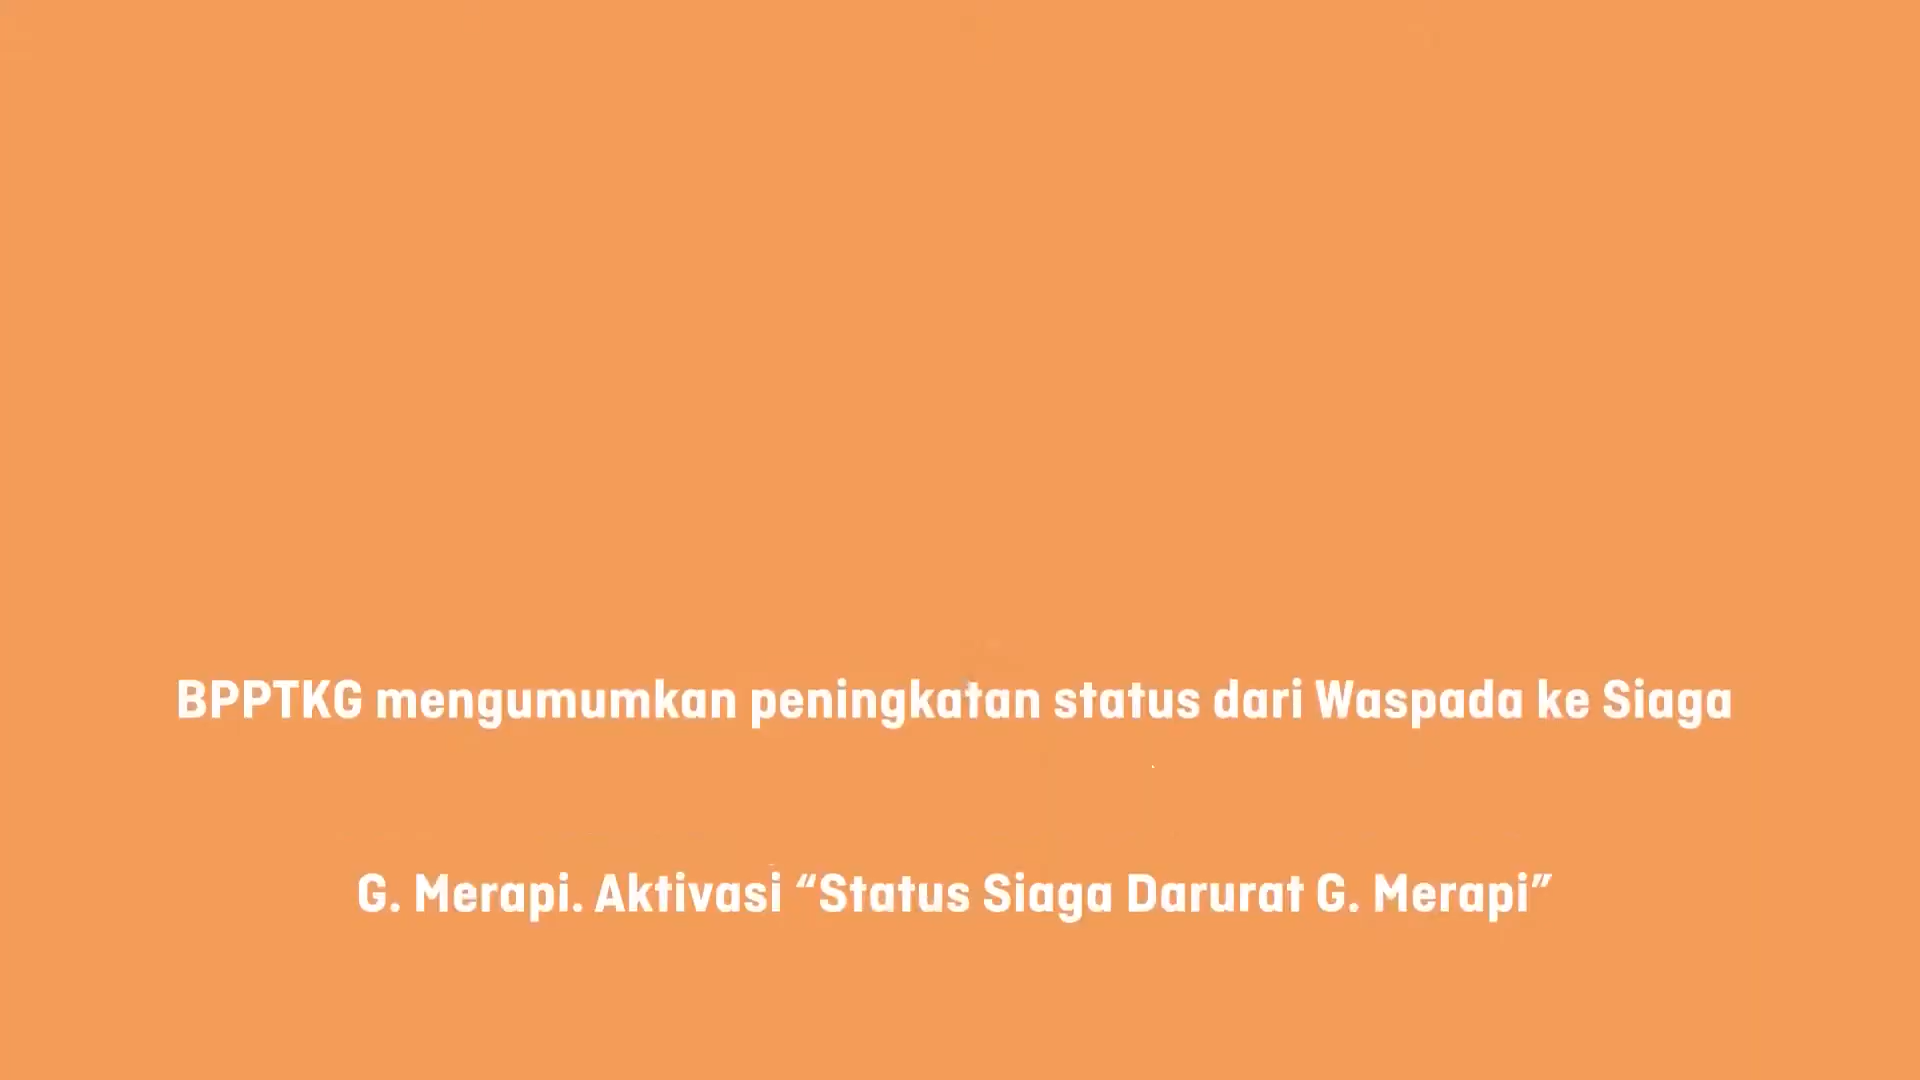 BPPTKG mengumumkan peningkatan status dari Waspada ke Siaga
G. Merapi. Aktivasi “Status Siaga Darurat G. Merapi”